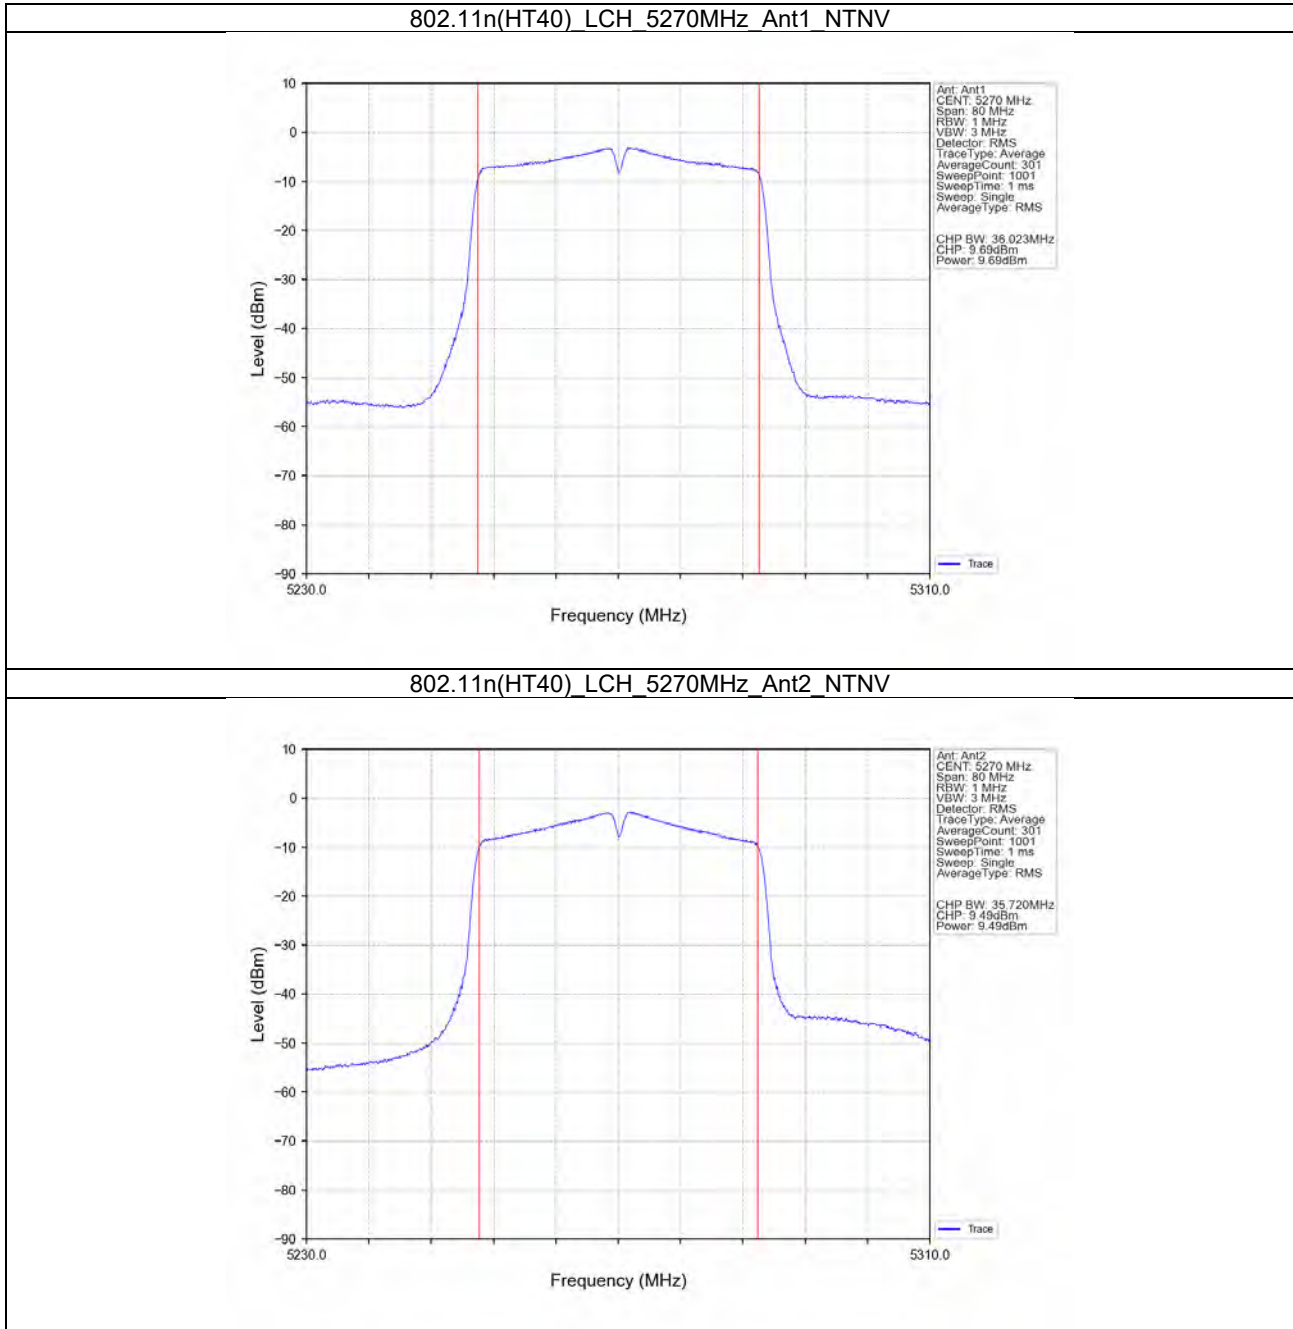 802.11n(HT40)_LCH_5270MHz_Ant1_NTNV
10
0
−10
−20
−30
−40
−50
−60
−70
−80
−90
Level (dBm)
5230.0
5310.0
Frequency (MHz)
Ant: Ant1
CENT: 5270 MHz
Span: 80 MHz
RBW: 1 MHz
VBW: 3 MHz
Detector: RMS
TraceType: Average
AverageCount: 301
SweepPoint: 1001
SweepTime: 1 ms
Sweep: Single
AverageType: RMS
CHP BW: 36.023MHz
CHP: 9.69dBm
Power: 9.69dBm
Trace
802.11n(HT40)_LCH_5270MHz_Ant2_NTNV
10
0
−10
−20
−30
−40
−50
−60
−70
−80
−90
Level (dBm)
5230.0
5310.0
Frequency (MHz)
Ant: Ant2
CENT: 5270 MHz
Span: 80 MHz
RBW: 1 MHz
VBW: 3 MHz
Detector: RMS
TraceType: Average
AverageCount: 301
SweepPoint: 1001
SweepTime: 1 ms
Sweep: Single
AverageType: RMS
CHP BW: 35.720MHz
CHP: 9.49dBm
Power: 9.49dBm
Trace